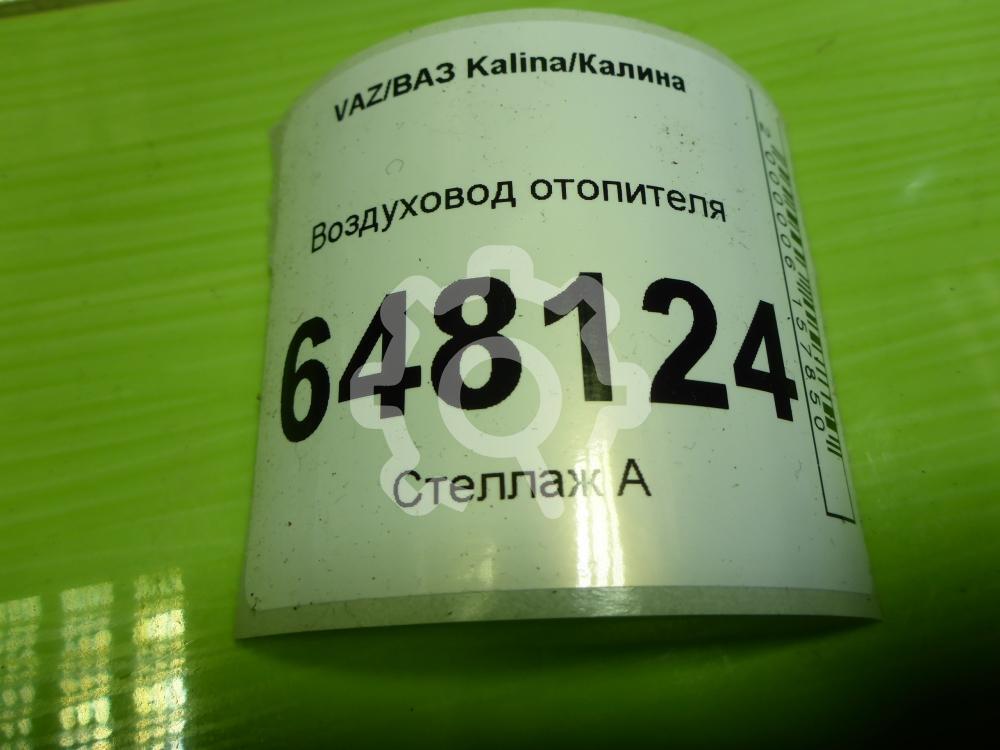 VAZ/ВАЗ Kalina/Калина
Воздуховод отопителя
648124
Стеллаж А